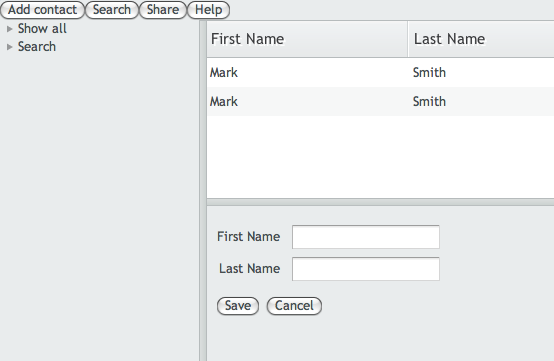 Add contact Search Share Help
Show all
Search
First Name Last Name
Mark Smith
Mark Smith
First Name
Last Name
Save Cancel